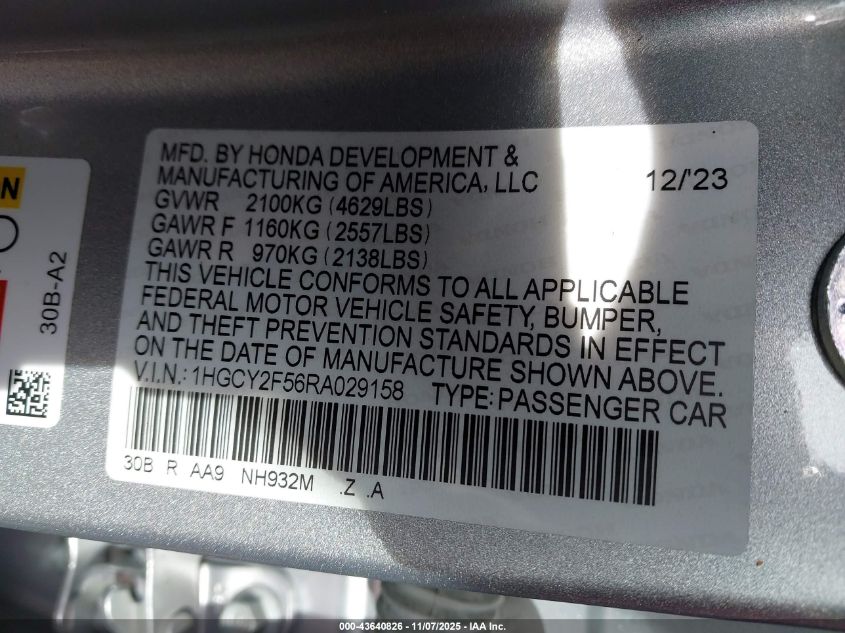 MFD. BY HONDA DEVELOPMENT &
MANUFACTURING OF AMERICA, LLC 12/'23
GVWR 2100KG (4629LBS)
GAWR F 1160KG (2557LBS)
GAWR R 970KG (2138LBS)
THIS VEHICLE CONFORMS TO ALL APPLICABLE
FEDERAL MOTOR VEHICLE SAFETY, BUMPER,
AND THEFT PREVENTION STANDARDS IN EFFECT
ON THE DATE OF MANUFACTURE SHOWN ABOVE.
V.I.N.: 1HGCY2F56RA029158 TYPE: PASSENGER CAR
30B R AA9 NH932M .Z .A
30B-A2
000-43640826 - 11/07/2025 - IAA Inc.